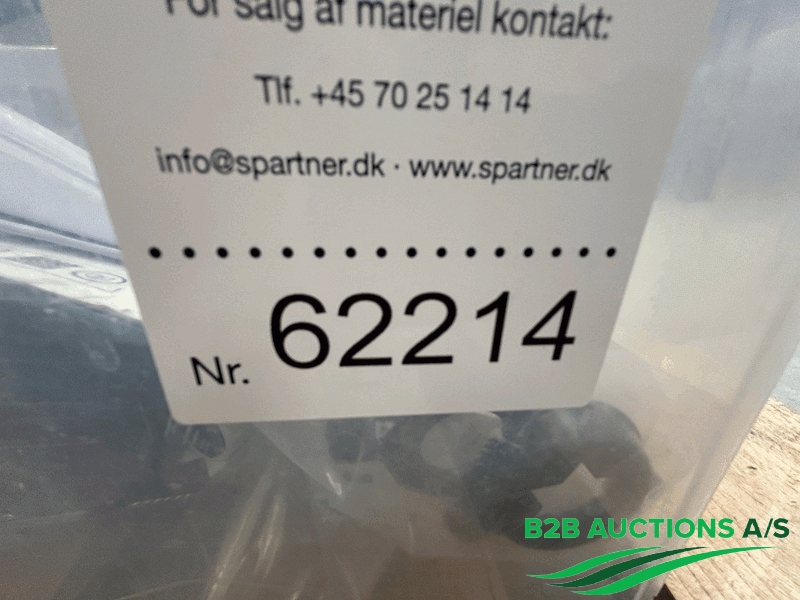 For salg af materiel kontakt:
Tlf. +45 70 25 14 14
info@spartner.dk · www.spartner.dk
Nr. 62214
B2B AUCTIONS A/S